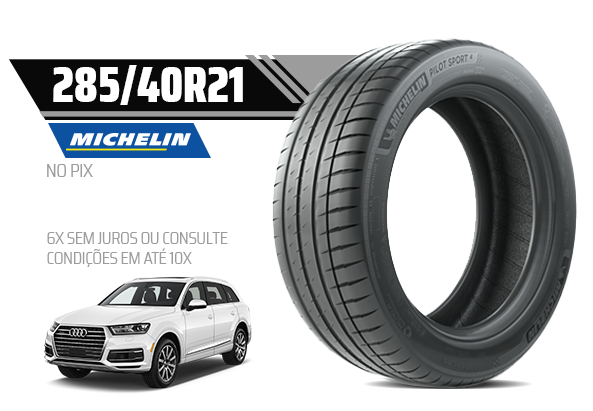 285/40R21
MICHELIN
NO PIX
6X SEM JUROS OU CONSULTE
CONDIÇÕES EM ATÉ 10X
MICHELIN PILOT SPORT 4